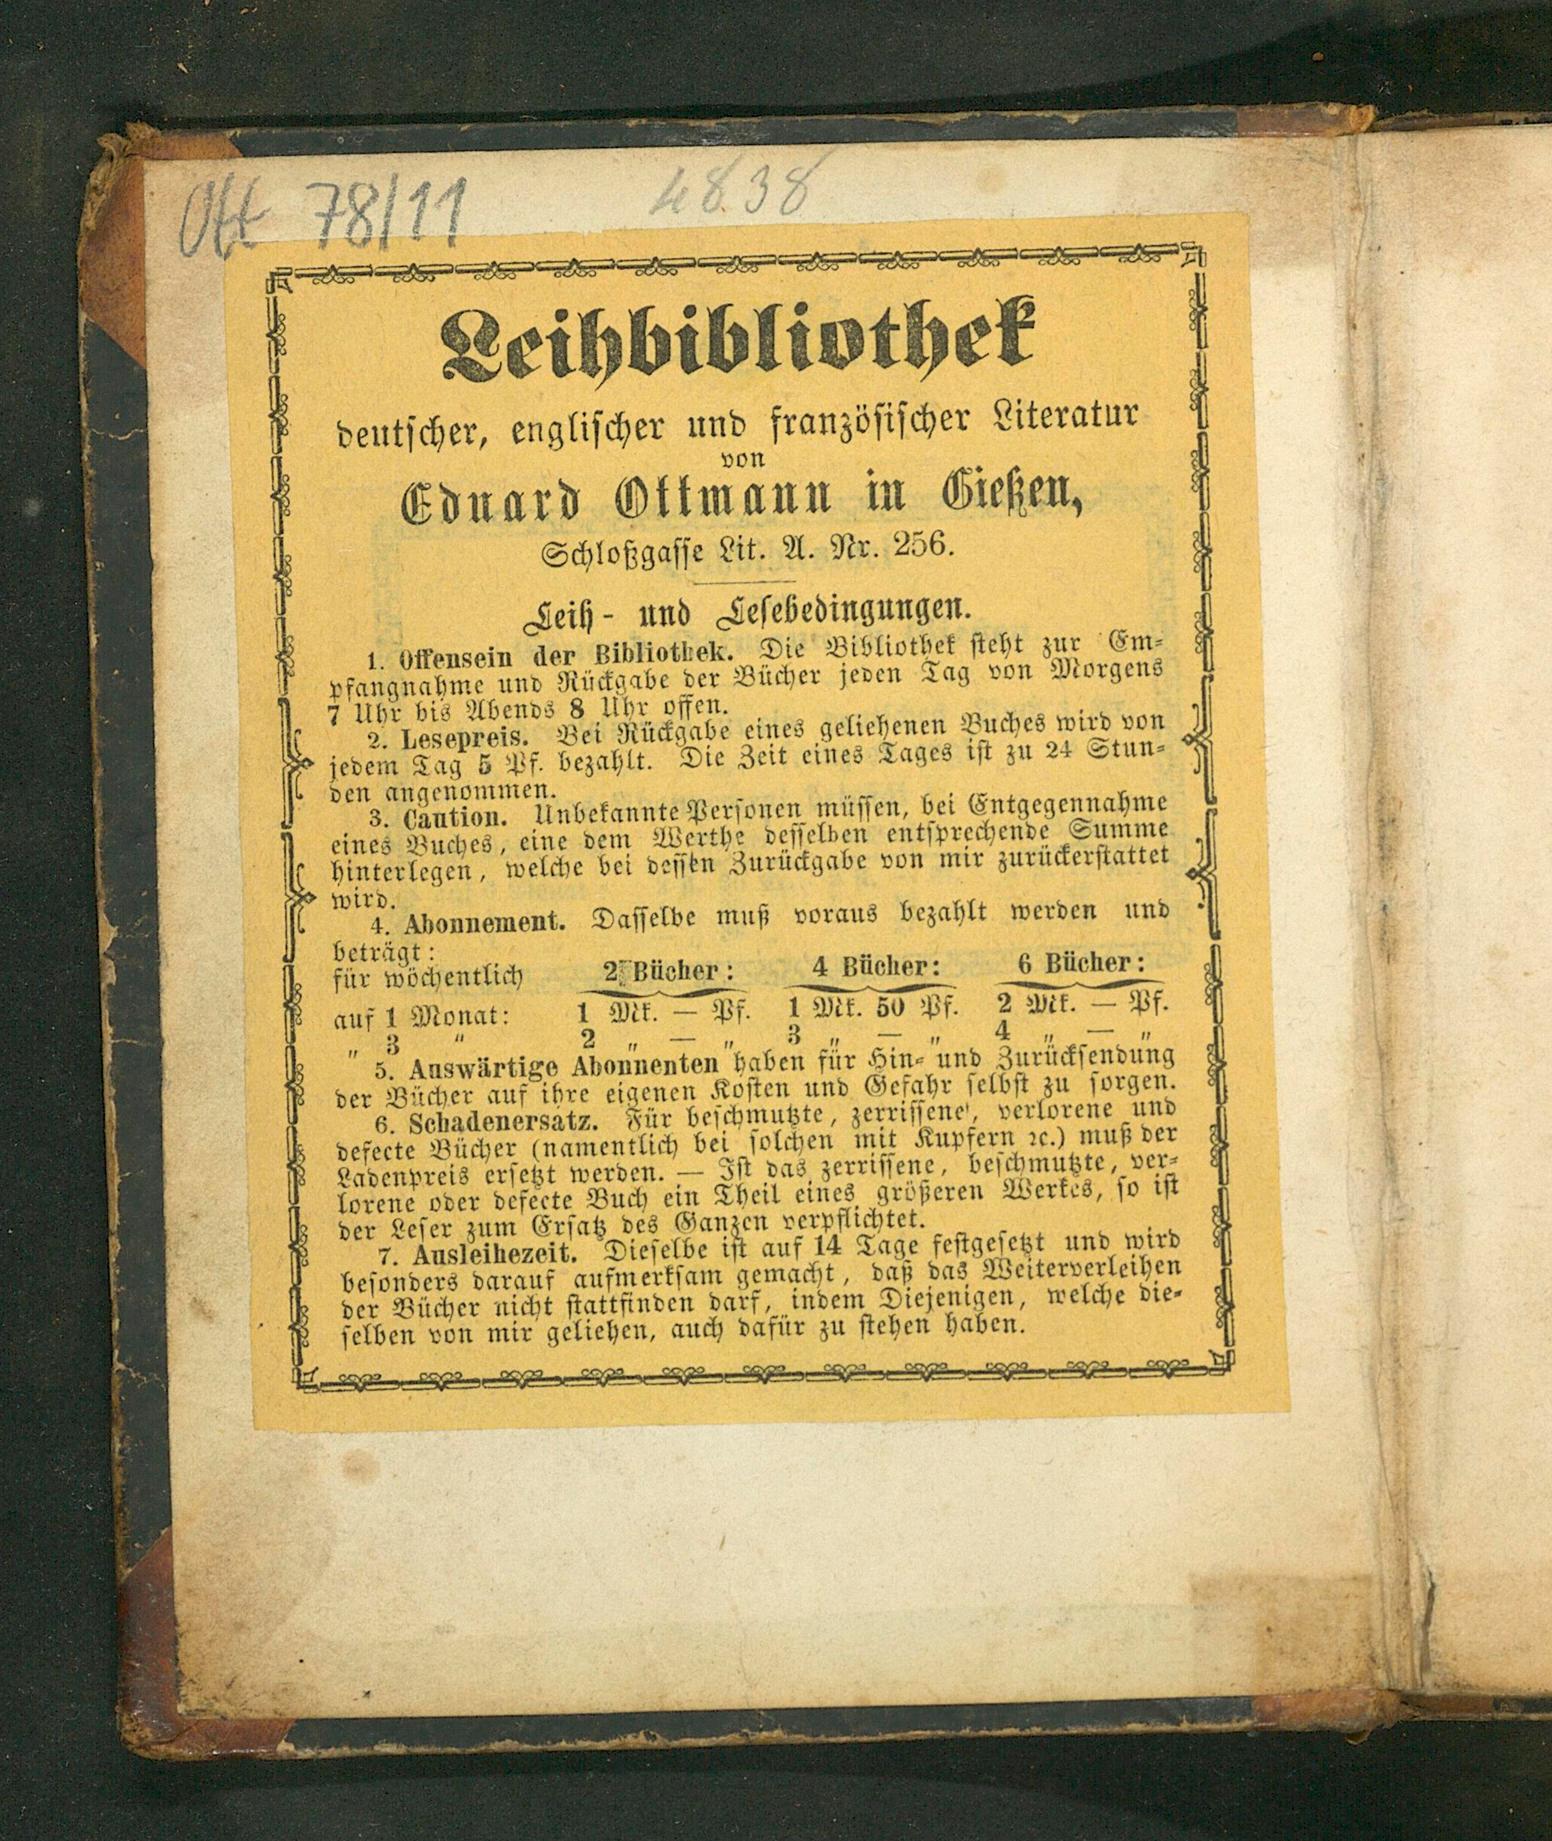 Ott 78/11
4838
Leihbibliothek
deutscher, englischer und französischer Literatur
von
Eduard Ottmann in Gießen,
Schloßgasse Lit. A. Nr. 256.
Leih- und Lesebedingungen.
1. Offensein der Bibliothek. Die Bibliothek steht zur Em-
pfangnahme und Rückgabe der Bücher jeden Tag von Morgens
7 Uhr bis Abends 8 Uhr offen.
2. Lesepreis. Bei Rückgabe eines geliehenen Buches wird von
jedem Tag 5 Pf. bezahlt. Die Zeit eines Tages ist zu 24 Stun-
den angenommen.
3. Caution. Unbekannte Personen müssen, bei Entgegennahme
eines Buches, eine dem Werthe desselben entsprechende Summe
hinterlegen, welche bei dessen Zurückgabe von mir zurückerstattet
wird.
4. Abonnement. Dasselbe muß voraus bezahlt werden und
beträgt:
für wöchentlich 2 Bücher: 4 Bücher: 6 Bücher:
auf 1 Monat: 1 Mk. — Pf. 1 Mk. 50 Pf. 2 Mk. — Pf.
„ 3 „ 2 „ — „ 3 „ — „ 4 „ — „
5. Auswärtige Abonnenten haben für Hin- und Zurücksendung
der Bücher auf ihre eigenen Kosten und Gefahr selbst zu sorgen.
6. Schadenersatz. Für beschmutzte, zerrissene, verlorene und
defecte Bücher (namentlich bei solchen mit Kupfern ꝛc.) muß der
Ladenpreis ersetzt werden. — Ist das zerrissene, beschmutzte, ver-
lorene oder defecte Buch ein Theil eines größeren Werkes, so ist
der Leser zum Ersatz des Ganzen verpflichtet.
7. Ausleihezeit. Dieselbe ist auf 14 Tage festgesetzt und wird
besonders darauf aufmerksam gemacht, daß das Weiterverleihen
der Bücher nicht stattfinden darf, indem Diejenigen, welche die-
selben von mir geliehen, auch dafür zu stehen haben.